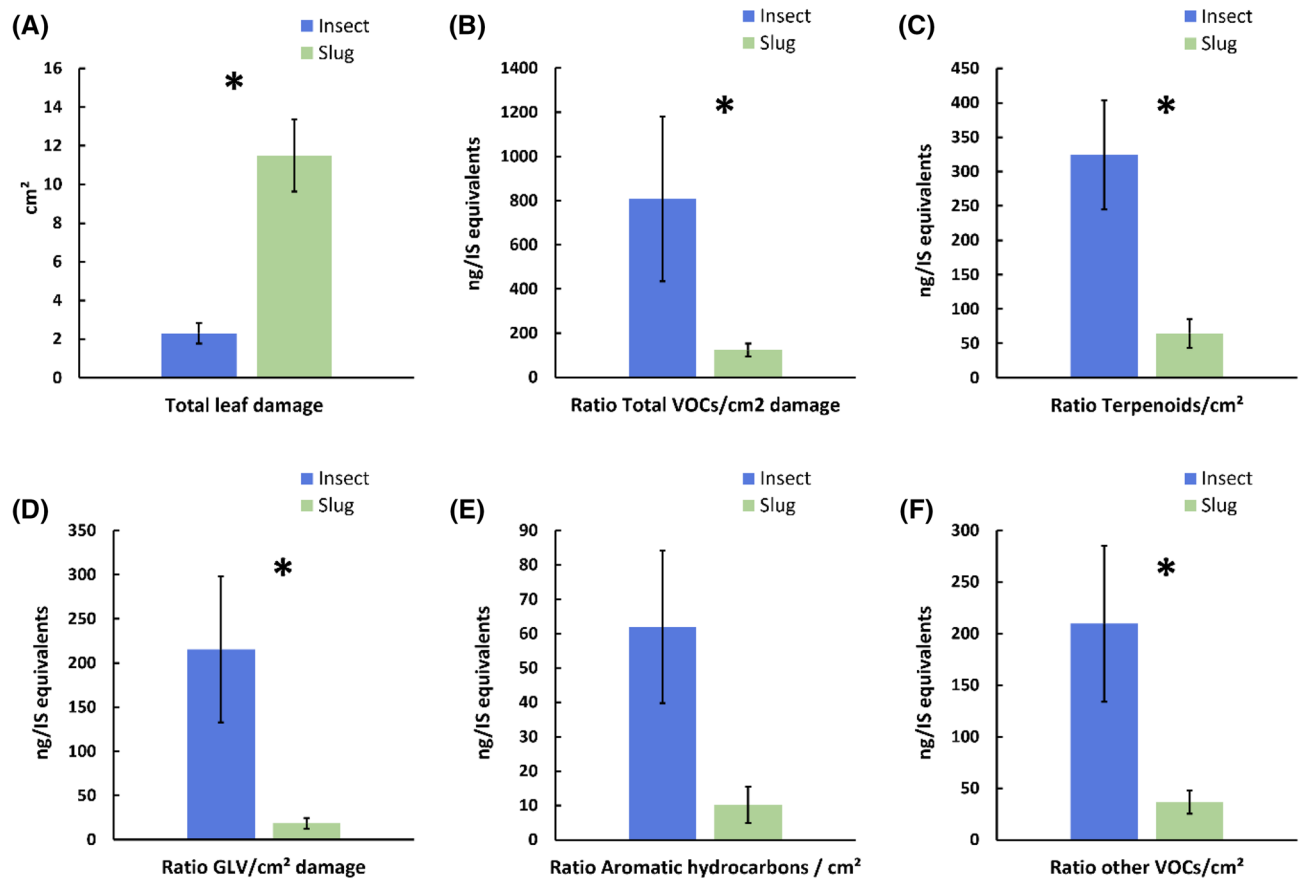 (A)
Insect
Slug
*
16
14
12
10
8
6
4
2
0
cm²
Total leaf damage
(B)
Insect
Slug
*
1400
1200
1000
800
600
400
200
0
ng/IS equivalents
Ratio Total VOCs/cm2 damage
(C)
Insect
Slug
*
450
400
350
300
250
200
150
100
50
0
ng/IS equivalents
Ratio Terpenoids/cm²
(D)
Insect
Slug
*
350
300
250
200
150
100
50
0
ng/IS equivalents
Ratio GLV/cm² damage
(E)
Insect
Slug
90
80
70
60
50
40
30
20
10
0
ng/IS equivalents
Ratio Aromatic hydrocarbons / cm²
(F)
Insect
Slug
*
300
250
200
150
100
50
0
ng/IS equivalents
Ratio other VOCs/cm²